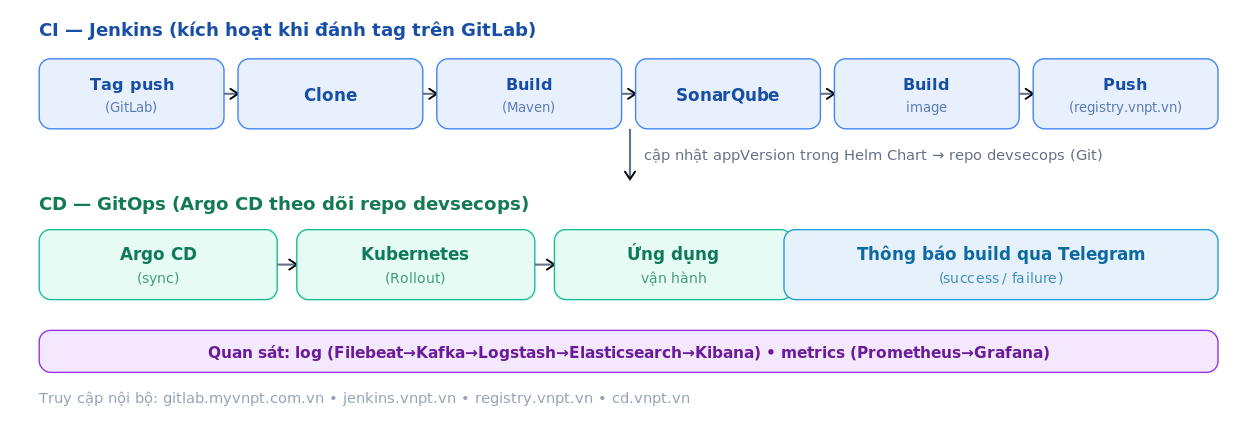 CI — Jenkins (kích hoạt khi đánh tag trên GitLab)
Tag push
(GitLab)
Clone
Build
(Maven)
SonarQube
Build
image
Push
(registry.vnpt.vn)
cập nhật appVersion trong Helm Chart → repo devsecops (Git)
CD — GitOps (Argo CD theo dõi repo devsecops)
Argo CD
(sync)
Kubernetes
(Rollout)
Ứng dụng
vận hành
Thông báo build qua Telegram
(success / failure)
Quan sát: log (Filebeat→Kafka→Logstash→Elasticsearch→Kibana) • metrics (Prometheus→Grafana)
Truy cập nội bộ: gitlab.myvnpt.com.vn • jenkins.vnpt.vn • registry.vnpt.vn • cd.vnpt.vn